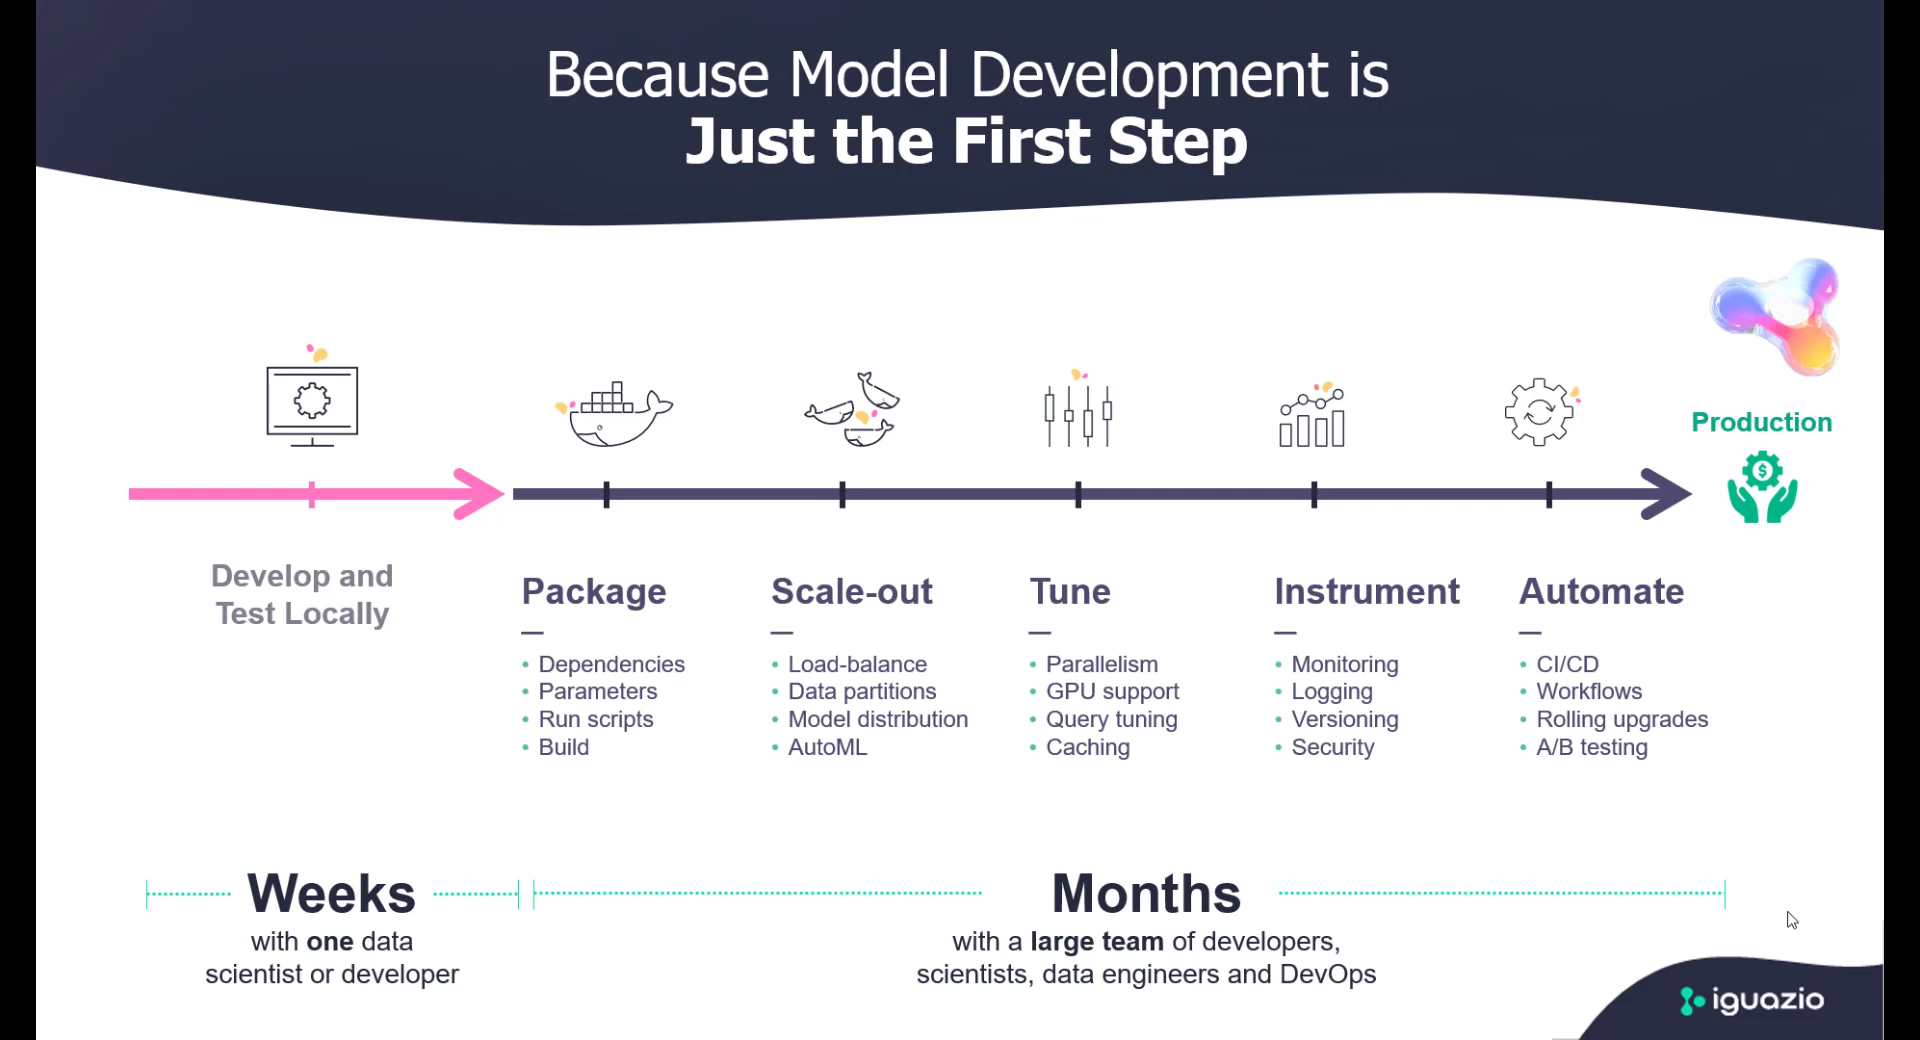 Because Model Development is
Just the First Step
Production
Develop and
Test Locally
Package
Dependencies
Parameters
Run scripts
Build
Scale-out
Load-balance
Data partitions
Model distribution
AutoML
Tune
Parallelism
GPU support
Query tuning
Caching
Instrument
Monitoring
Logging
Versioning
Security
Automate
CI/CD
Workflows
Rolling upgrades
A/B testing
Weeks
with one data
scientist or developer
Months
with a large team of developers,
scientists, data engineers and DevOps
iguazio